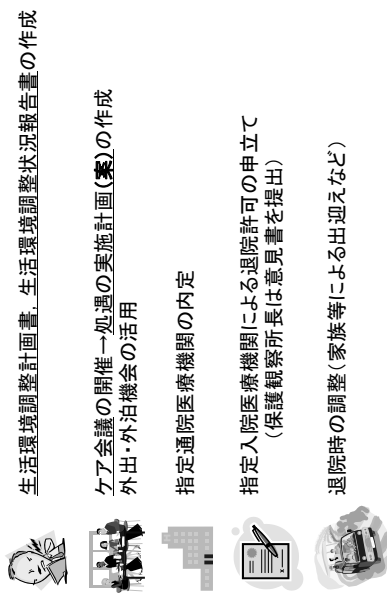 生活環境調整計画書，生活環境調整状況報告書の作成
ケア会議の開催→処遇の実施計画(案)の作成
外出・外泊機会の活用
指定通院医療機関の内定
指定入院医療機関による退院許可の申立て
(保護観察所長は意見書を提出)
退院時の調整(家族等による出迎えなど)